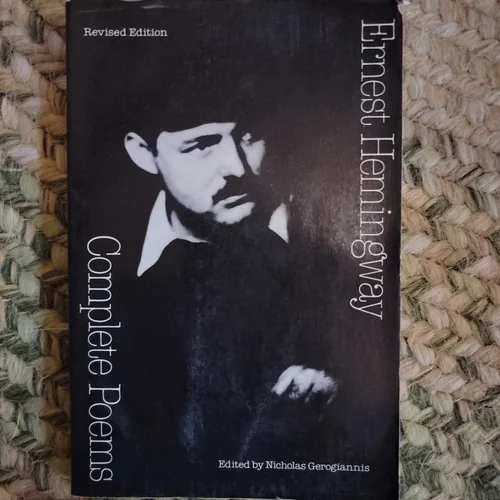 Revised Edition
Ernest Hemingway
Complete Poems
Edited by Nicholas Gerogiannis